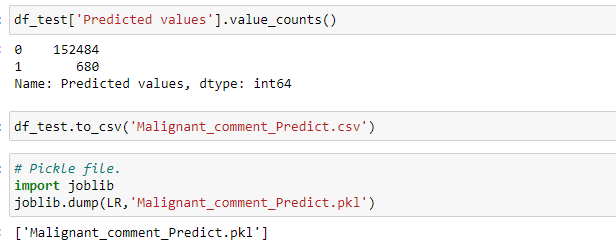 df_test['Predicted values'].value_counts()
0    152484
1       680
Name: Predicted values, dtype: int64
df_test.to_csv('Malignant_comment_Predict.csv')
# Pickle file.
import joblib
joblib.dump(LR,'Malignant_comment_Predict.pkl')
['Malignant_comment_Predict.pkl']